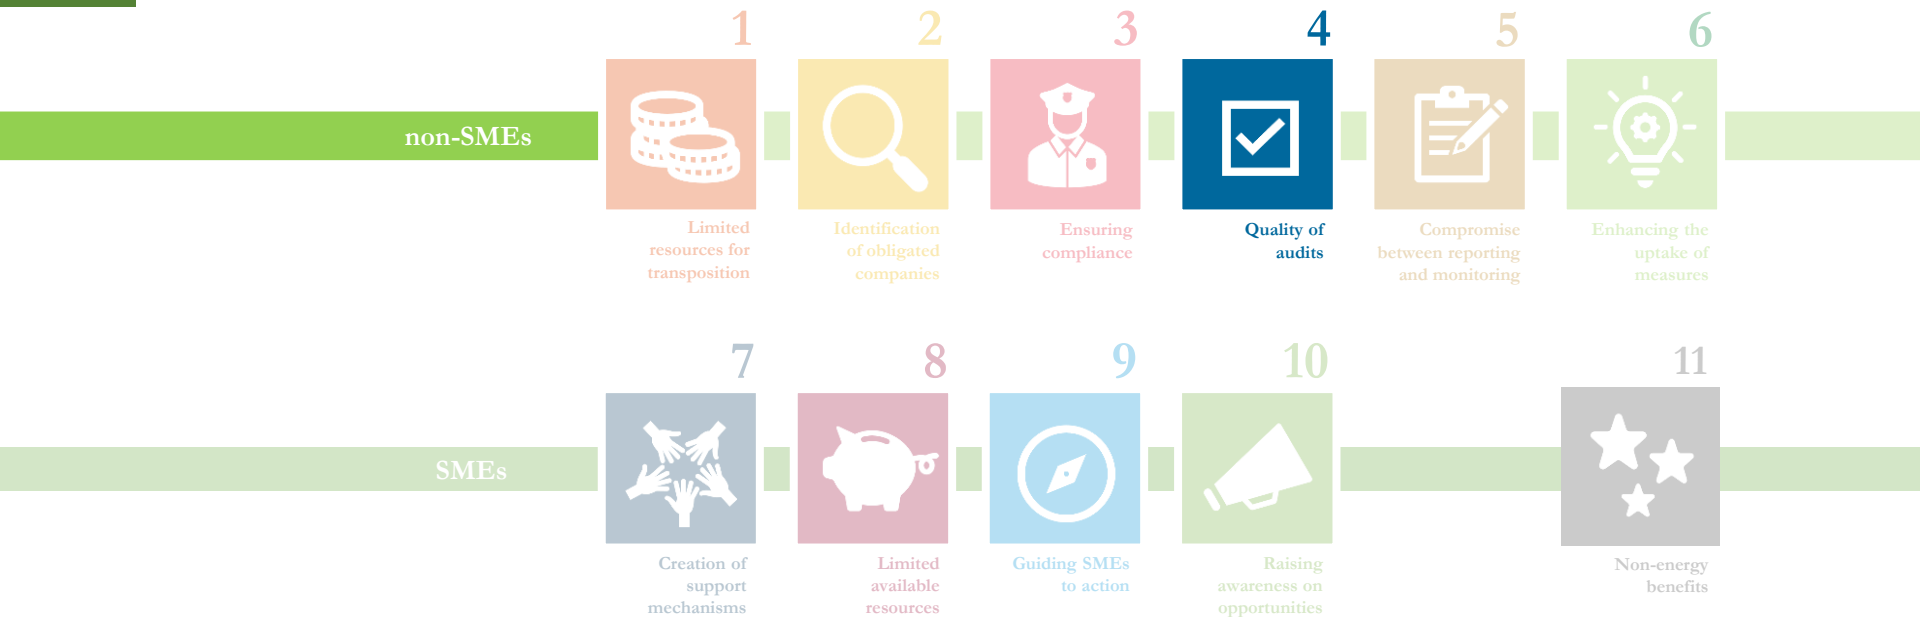 1
2
3
4
5
6
non-SMEs
Limited
resources for
transposition
Identification
of obligated
companies
Ensuring
compliance
Quality of
audits
Compromise
between reporting
and monitoring
Enhancing the
uptake of
measures
7
8
9
10
11
SMEs
Creation of
support
mechanisms
Limited
available
resources
Guiding SMEs
to action
Raising
awareness on
opportunities
Non-energy
benefits